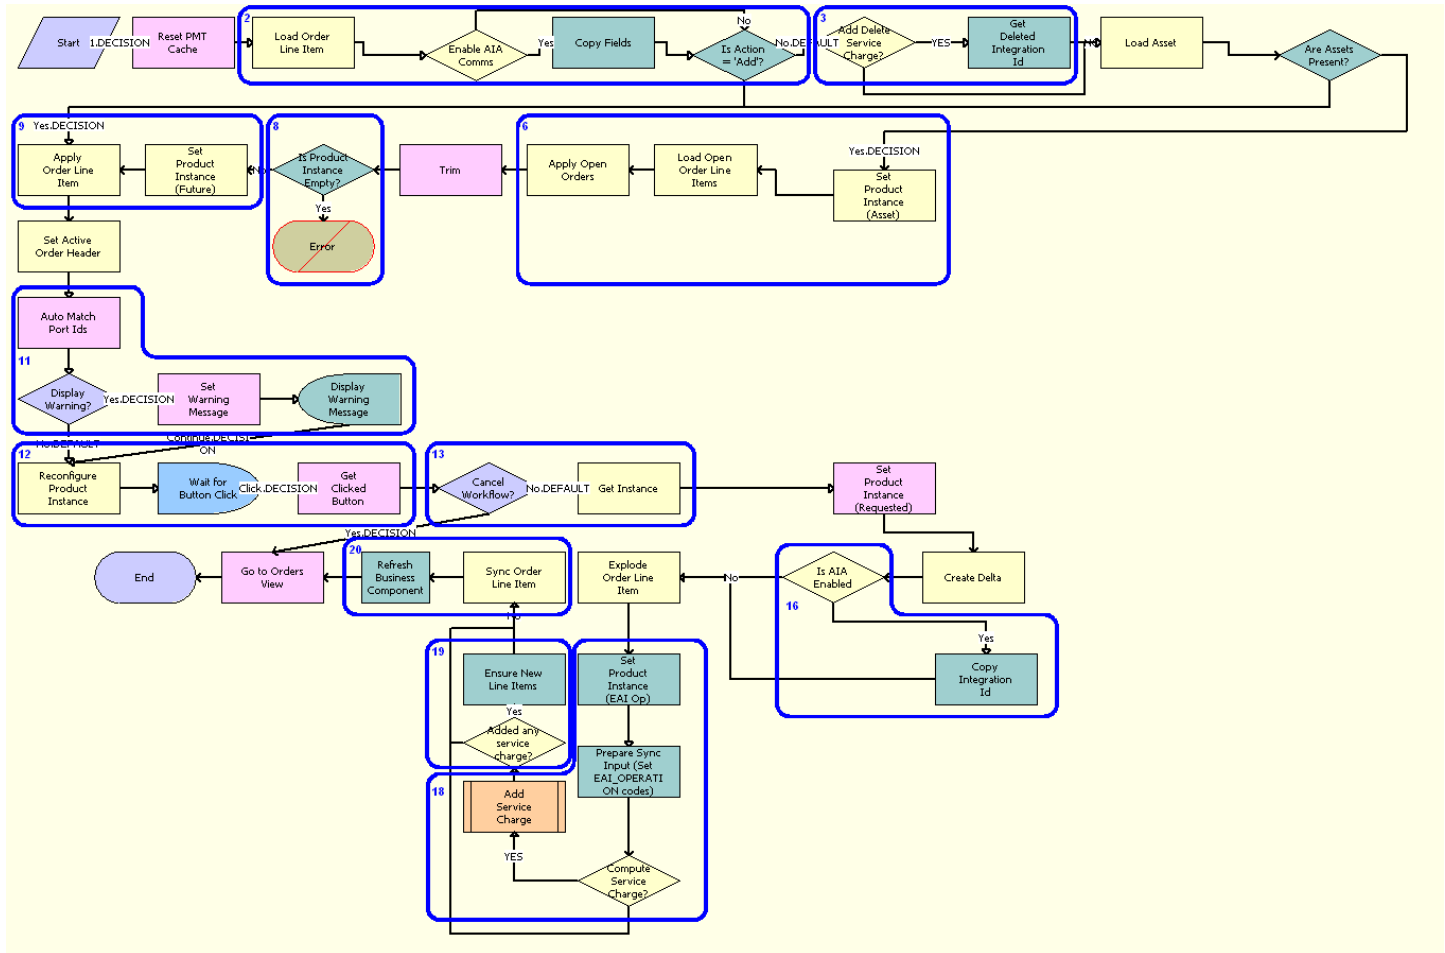 2
3
Start
1.DECISION
Reset PMT
Cache
Load Order
Line Item
Enable AIA
Comms
Yes
Copy Fields
No
Is Action
= 'Add'?
No.DEFAULT
Add Delete
Service
Charge?
YES
Get
Deleted
Integration
Id
No
Load Asset
Are Assets
Present?
9
Yes.DECISION
8
6
Yes.DECISION
Apply
Order Line
Item
Set
Product
Instance
(Future)
No
Is Product
Instance
Empty?
Yes
Error
Trim
Apply Open
Orders
Load Open
Order Line
Items
Set
Product
Instance
(Asset)
Set Active
Order Header
Auto Match
Port Ids
11
Display
Warning?
Yes.DECISION
Set
Warning
Message
Display
Warning
Message
No.DEFAULT
Continue.DECISI
ON
12
Reconfigure
Product
Instance
Wait for
Button Click
Click.DECISION
Get
Clicked
Button
13
Cancel
Workflow?
No.DEFAULT
Get Instance
Set
Product
Instance
(Requested)
Yes.DECISION
20
End
Go to Orders
View
Refresh
Business
Component
Sync Order
Line Item
Explode
Order Line
Item
No
Is AIA
Enabled
Create Delta
16
Yes
Copy
Integration
Id
No
19
Ensure New
Line Items
Yes
Added any
service
charge?
Set
Product
Instance
(EAI Op)
Prepare Sync
Input (Set
EAI_OPERATI
ON codes)
18
Add
Service
Charge
YES
Compute
Service
Charge?